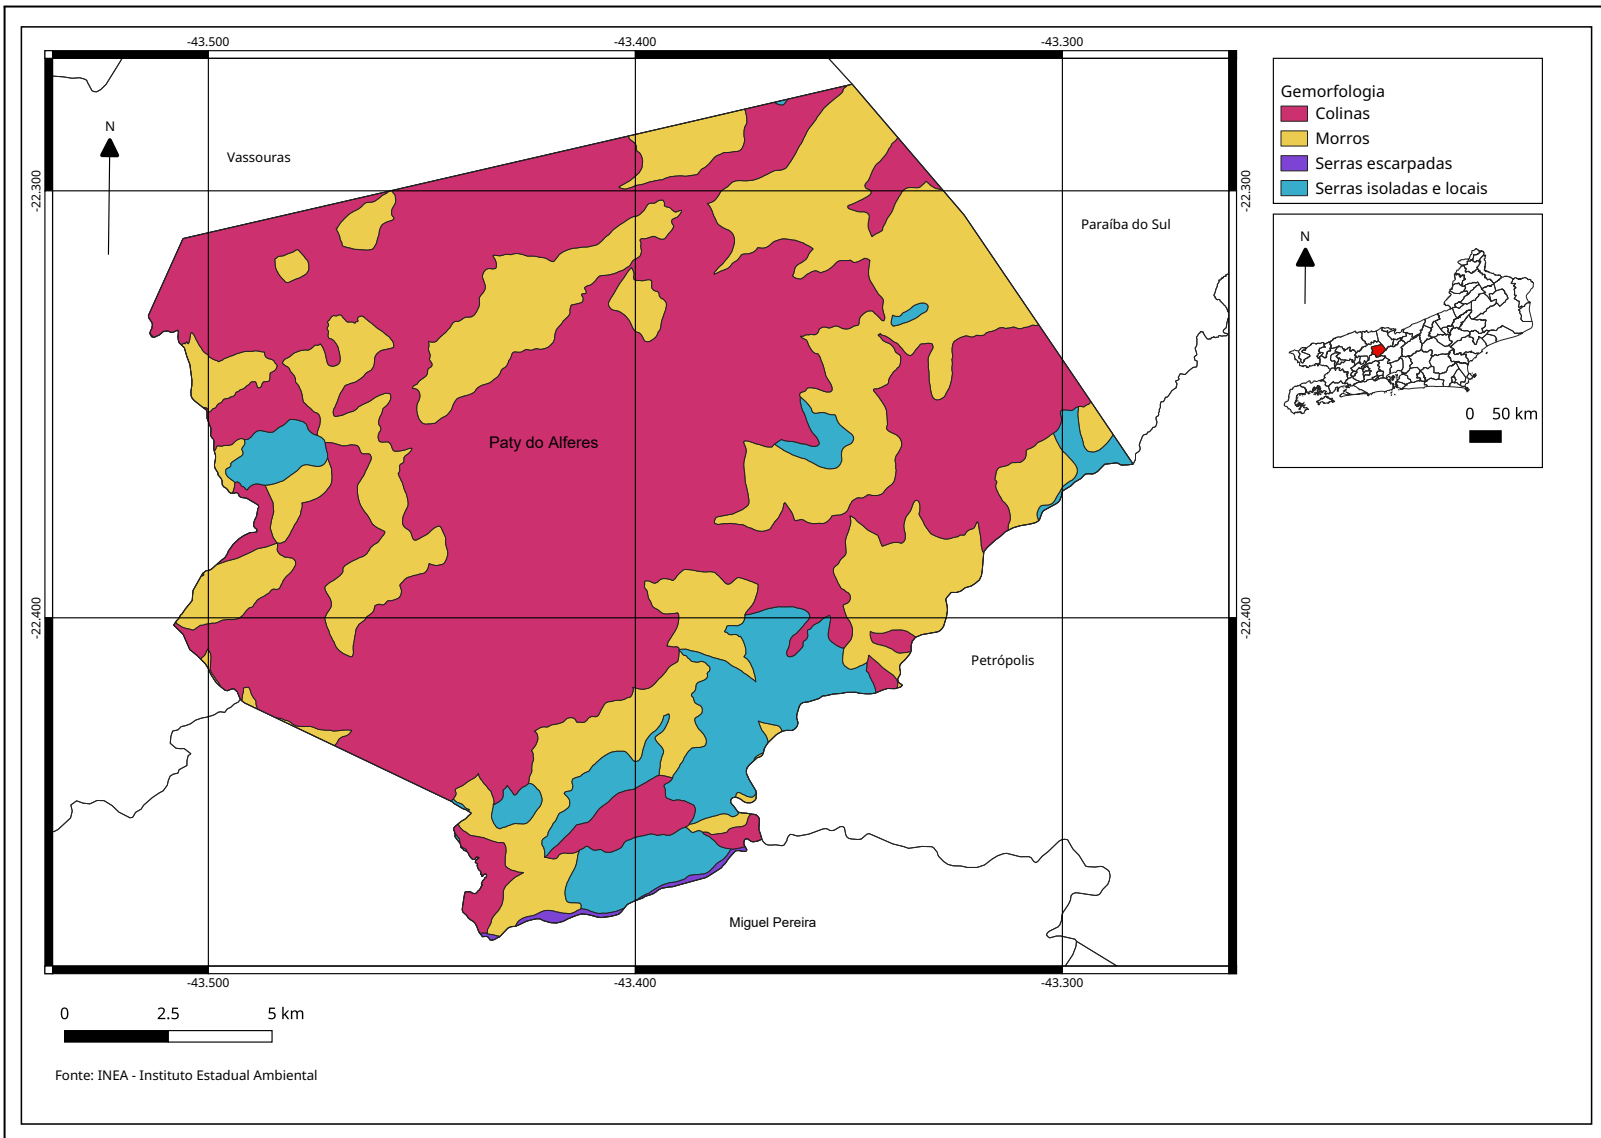 -43.500
-43.400
-43.300
N
Vassouras
-22.300
-22.300
Paraíba do Sul
Paty do Alferes
-22.400
-22.400
Petrópolis
Miguel Pereira
-43.500
-43.400
-43.300
Gemorfologia
Colinas
Morros
Serras escarpadas
Serras isoladas e locais
N
0 50 km
0 2.5 5 km
Fonte: INEA - Instituto Estadual Ambiental